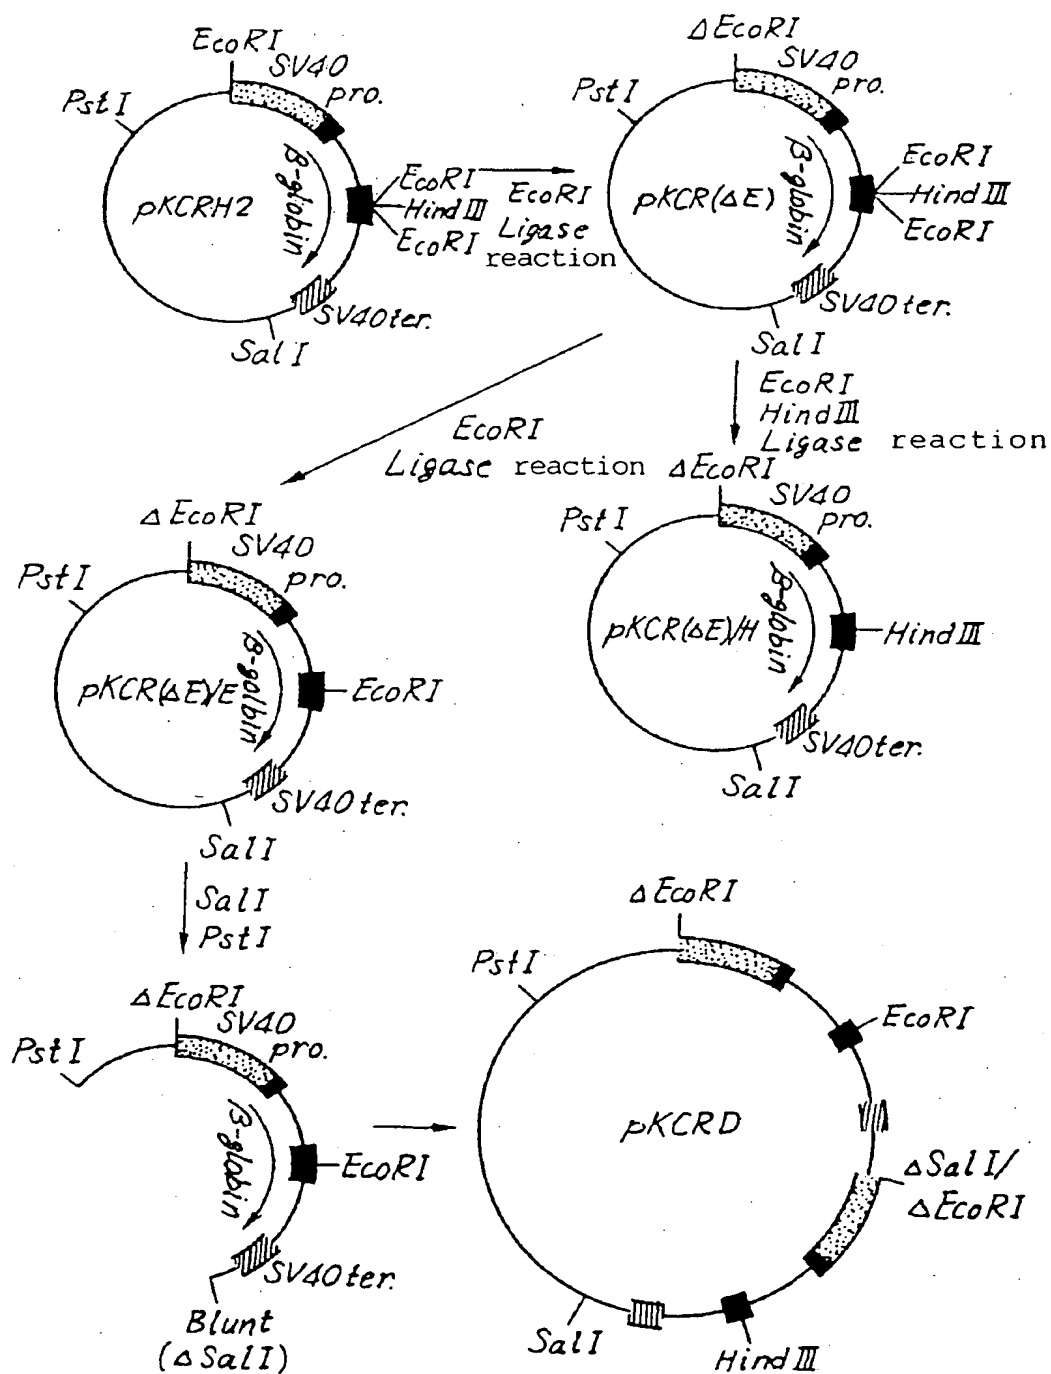 EcoRI
SV40
pro.
PstI
β-globin
pKCRH2
EcoRI
HindIII
EcoRI
SV40ter.
SalI
EcoRI
Ligase
reaction
ΔEcoRI
SV40
pro.
PstI
β-globin
pKCR(ΔE)
EcoRI
HindIII
EcoRI
SV40ter.
SalI
EcoRI
HindIII
Ligase reaction
EcoRI
Ligase reaction
ΔEcoRI
SV40
pro.
PstI
β-globin
pKCR(ΔE)/H
HindIII
SV40ter.
SalI
ΔEcoRI
SV40
pro.
PstI
β-golbin
pKCR(ΔE)/E
EcoRI
SV40ter.
SalI
SalI
PstI
ΔEcoRI
SV40
pro.
PstI
β-globin
EcoRI
SV40ter.
Blunt
(ΔSalI)
ΔEcoRI
PstI
EcoRI
pKCRD
ΔSalI/
ΔEcoRI
SalI
HindIII